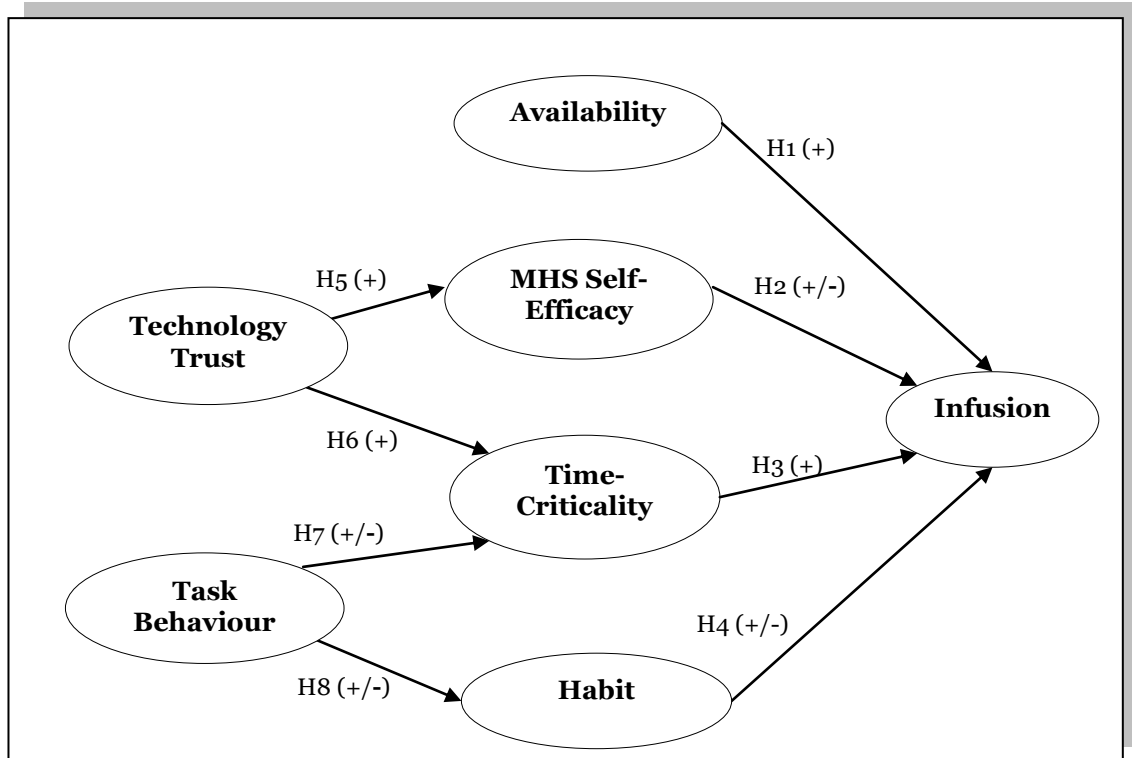 Availability
H1 (+)
MHS Self-
Efficacy
H2 (+/-)
H5 (+)
Technology
Trust
Infusion
H6 (+)
Time-
Criticality
H3 (+)
H7 (+/-)
Task
Behaviour
H4 (+/-)
H8 (+/-)
Habit